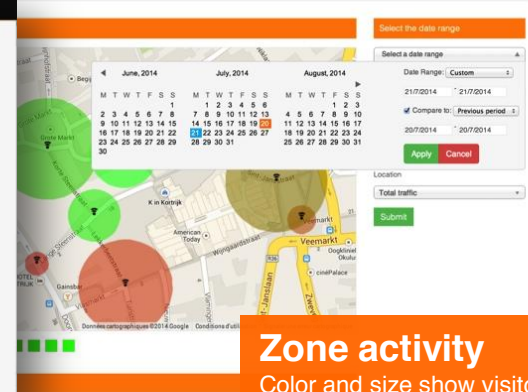 Select the date range
Select a date range
June, 2014 July, 2014 August, 2014
M T W T F S S M T W T F S S M T W T F S S
1 1 2 3 4 5 6 1 2 3
2 3 4 5 6 7 8 7 8 9 10 11 12 13 4 5 6 7 8 9 10
9 10 11 12 13 14 15 14 15 16 17 18 19 20 11 12 13 14 15 16 17
16 17 18 19 20 21 22 21 22 23 24 25 26 27 18 19 20 21 22 23 24
23 24 25 26 27 28 29 28 29 30 31 25 26 27 28 29 30 31
30
Date Range: Custom
21/7/2014 - 21/7/2014
Compare to: Previous period
20/7/2014 - 20/7/2014
Apply Cancel
Location
Total traffic
Submit
Grote Markt
K in Kortrijk
American
Today
Wijngaardstraat
Veemarkt
Veemarkt
R36
cinéPalace
Données cartographiques ©2014 Google Conditions d'util
Zone activity
Color and size show visito